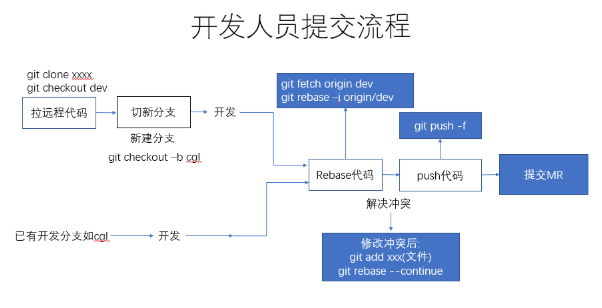 开发人员提交流程
git clone xxxx
git checkout dev
拉远程代码
切新分支
开发
新建分支
git checkout –b cgl
git fetch origin dev
git rebase –i origin/dev
git push -f
Rebase代码
push代码
提交MR
解决冲突
已有开发分支如cgl
开发
修改冲突后:
git add xxx(文件)
git rebase --continue